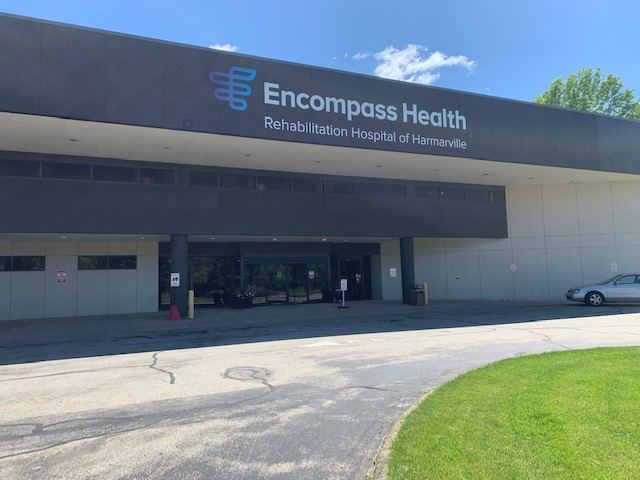 Encompass Health
Rehabilitation Hospital of Harmarville